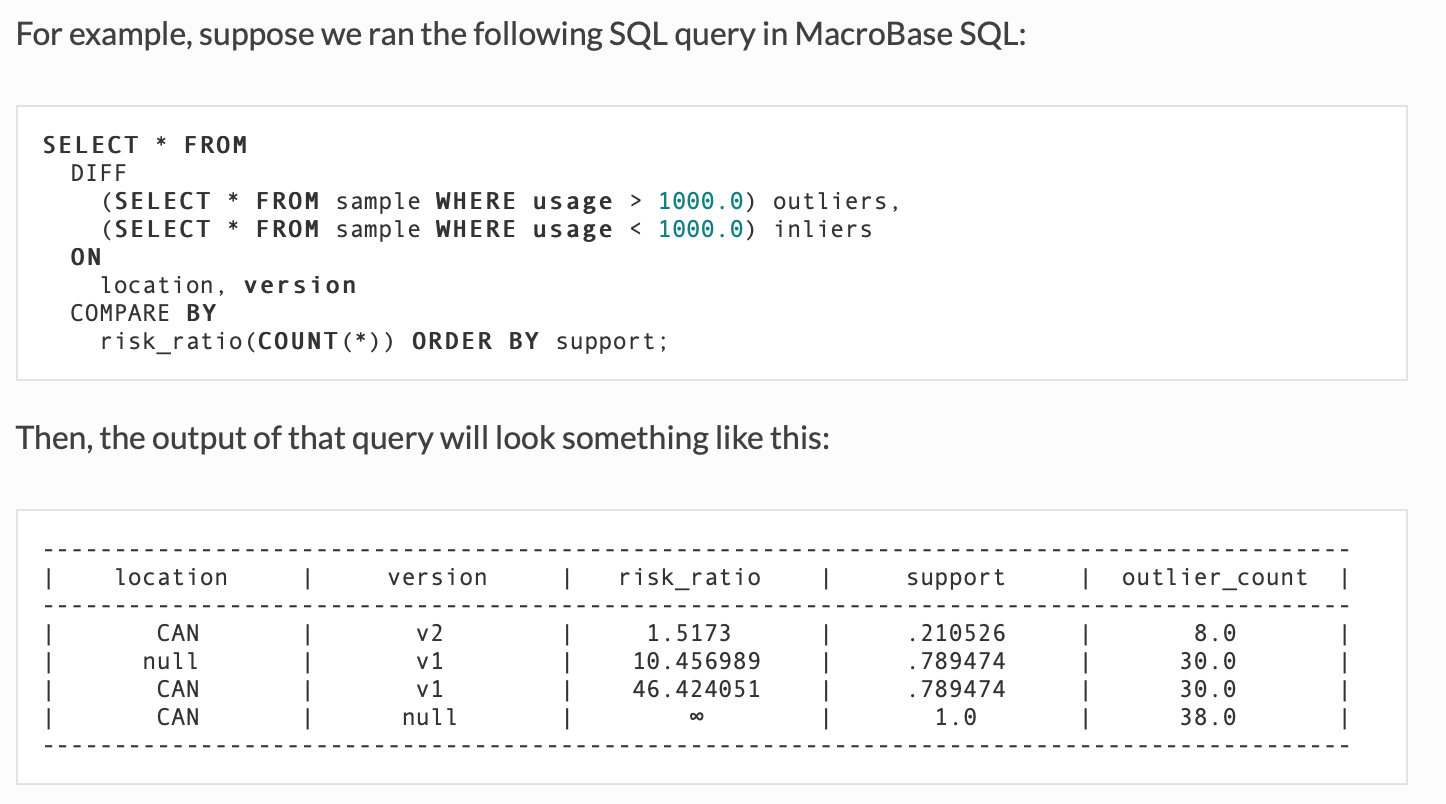 For example, suppose we ran the following SQL query in MacroBase SQL:
SELECT * FROM
  DIFF
    (SELECT * FROM sample WHERE usage > 1000.0) outliers,
    (SELECT * FROM sample WHERE usage < 1000.0) inliers
  ON
    location, version
  COMPARE BY
    risk_ratio(COUNT(*)) ORDER BY support;
Then, the output of that query will look something like this:
| location | version | risk_ratio | support | outlier_count |
| CAN | v2 | 1.5173 | .210526 | 8.0 |
| null | v1 | 10.456989 | .789474 | 30.0 |
| CAN | v1 | 46.424051 | .789474 | 30.0 |
| CAN | null | ∞ | 1.0 | 38.0 |